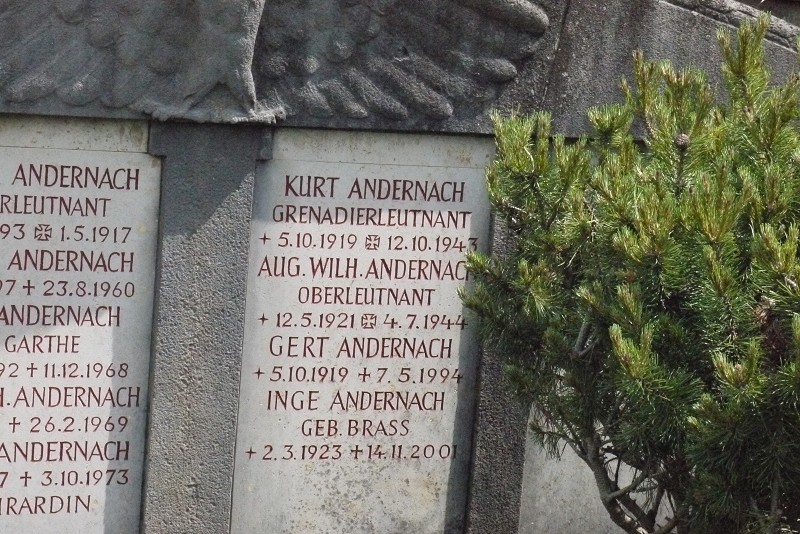 ANDERNACH
RLEUTNANT
93 ✠ 1.5.1917
ANDERNACH
97 + 23.8.1960
ANDERNACH
GARTHE
92 + 11.12.1968
H. ANDERNACH
+ 26.2.1969
ANDERNACH
7 + 3.10.1973
IRARDIN
KURT ANDERNACH
GRENADIERLEUTNANT
⋆ 5.10.1919 ✠ 12.10.1943
AUG. WILH. ANDERNACH
OBERLEUTNANT
⋆ 12.5.1921 ✠ 4.7.1944
GERT ANDERNACH
⋆ 5.10.1919 + 7.5.1994
INGE ANDERNACH
GEB. BRASS
⋆ 2.3.1923 + 14.11.2001